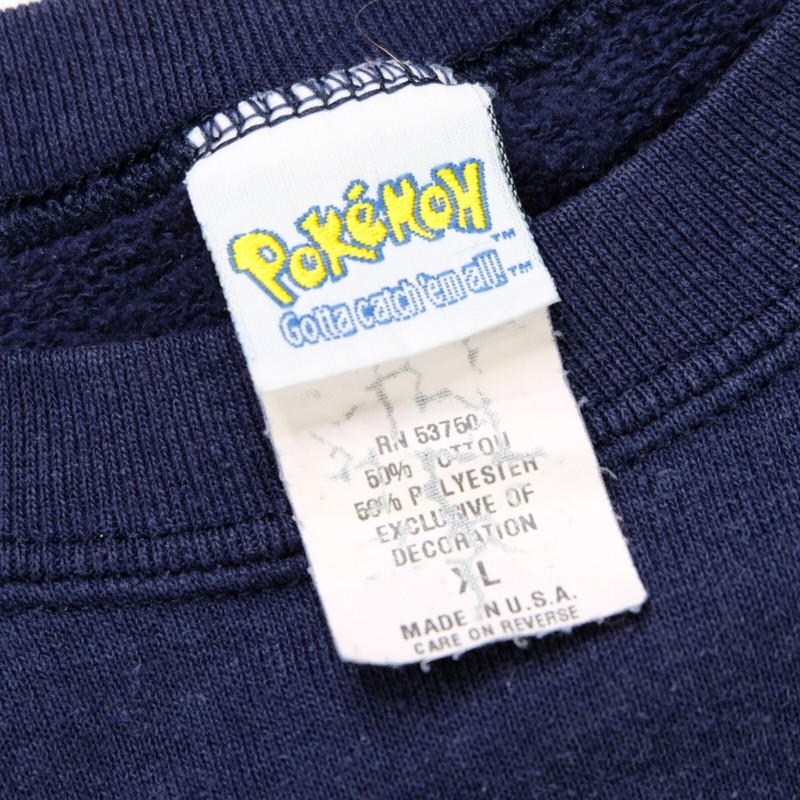 POKéMON™
Gotta catch 'em all!™
RN 53750
50% COTTON
50% POLYESTER
EXCLUSIVE OF
DECORATION
XL
MADE IN U.S.A.
CARE ON REVERSE